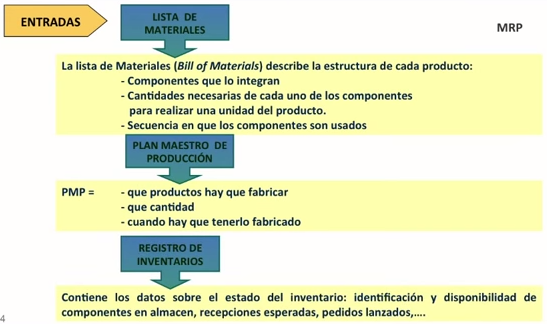 ENTRADAS
LISTA DE
MATERIALES
MRP
La lista de Materiales (Bill of Materials) describe la estructura de cada producto:
- Componentes que lo integran
- Cantidades necesarias de cada uno de los componentes
para realizar una unidad del producto.
- Secuencia en que los componentes son usados
PLAN MAESTRO DE
PRODUCCIÓN
PMP = - que productos hay que fabricar
- que cantidad
- cuando hay que tenerlo fabricado
REGISTRO DE
INVENTARIOS
Contiene los datos sobre el estado del inventario: identificación y disponibilidad de
componentes en almacen, recepciones esperadas, pedidos lanzados,....
4